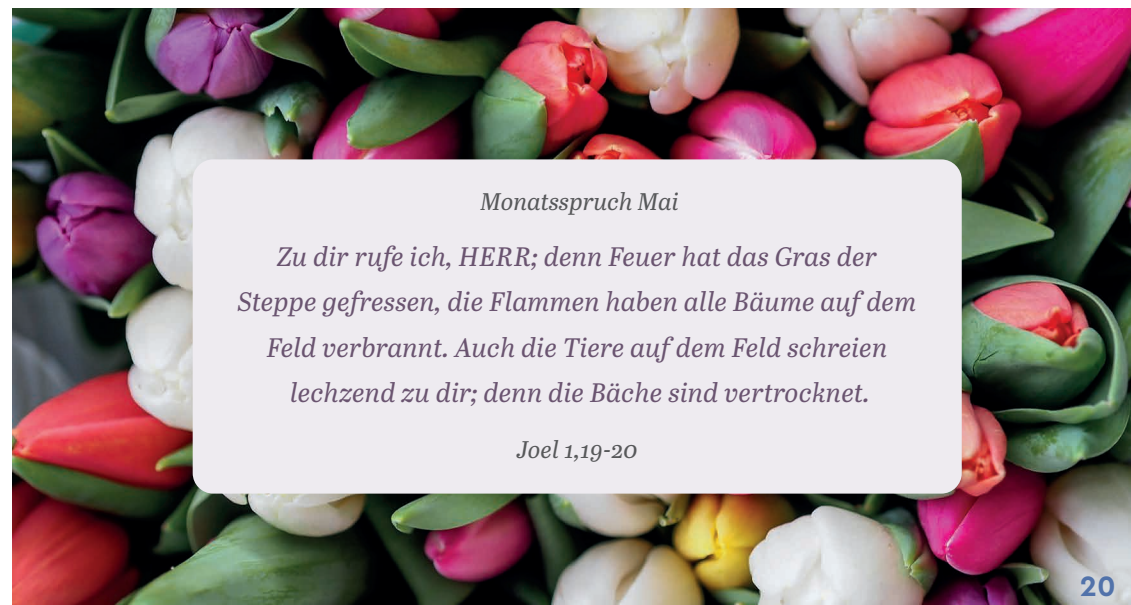 Monatsspruch Mai
Zu dir rufe ich, HERR; denn Feuer hat das Gras der
Steppe gefressen, die Flammen haben alle Bäume auf dem
Feld verbrannt. Auch die Tiere auf dem Feld schreien
lechzend zu dir; denn die Bäche sind vertrocknet.
Joel 1,19-20
20